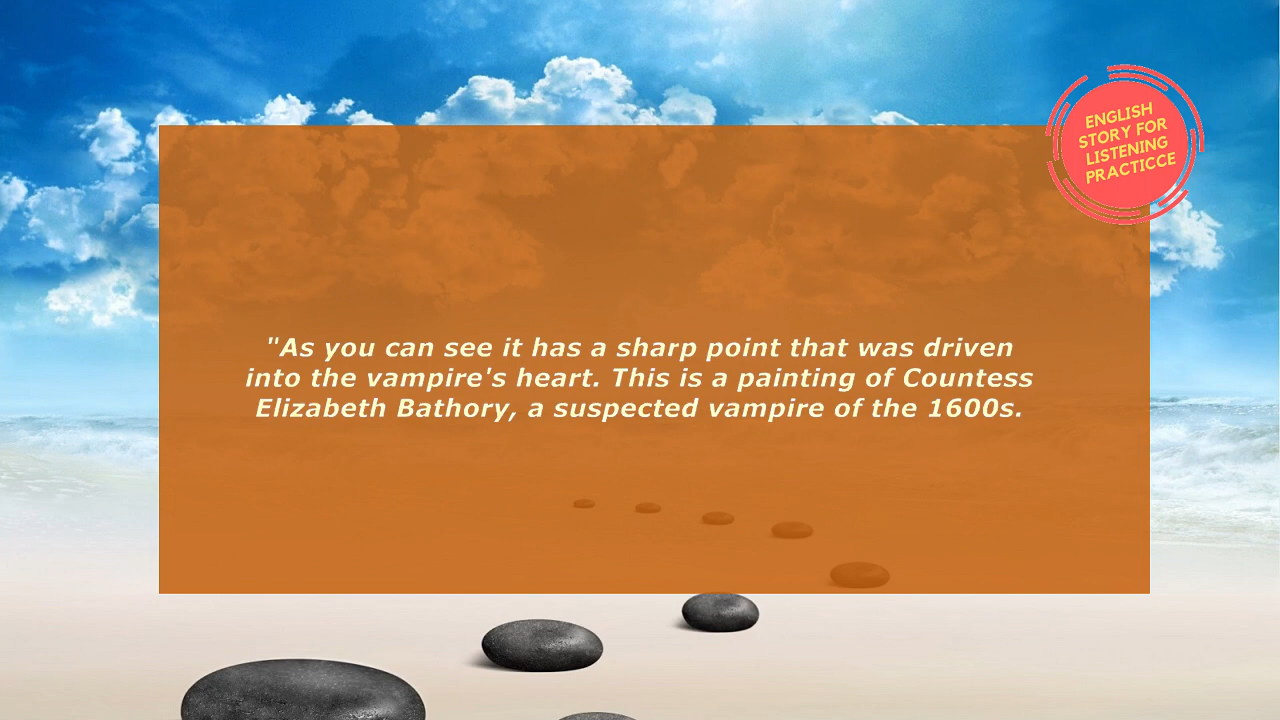 ENGLISH
STORY FOR
LISTENING
PRACTICCE
"As you can see it has a sharp point that was driven
into the vampire's heart. This is a painting of Countess
Elizabeth Bathory, a suspected vampire of the 1600s.